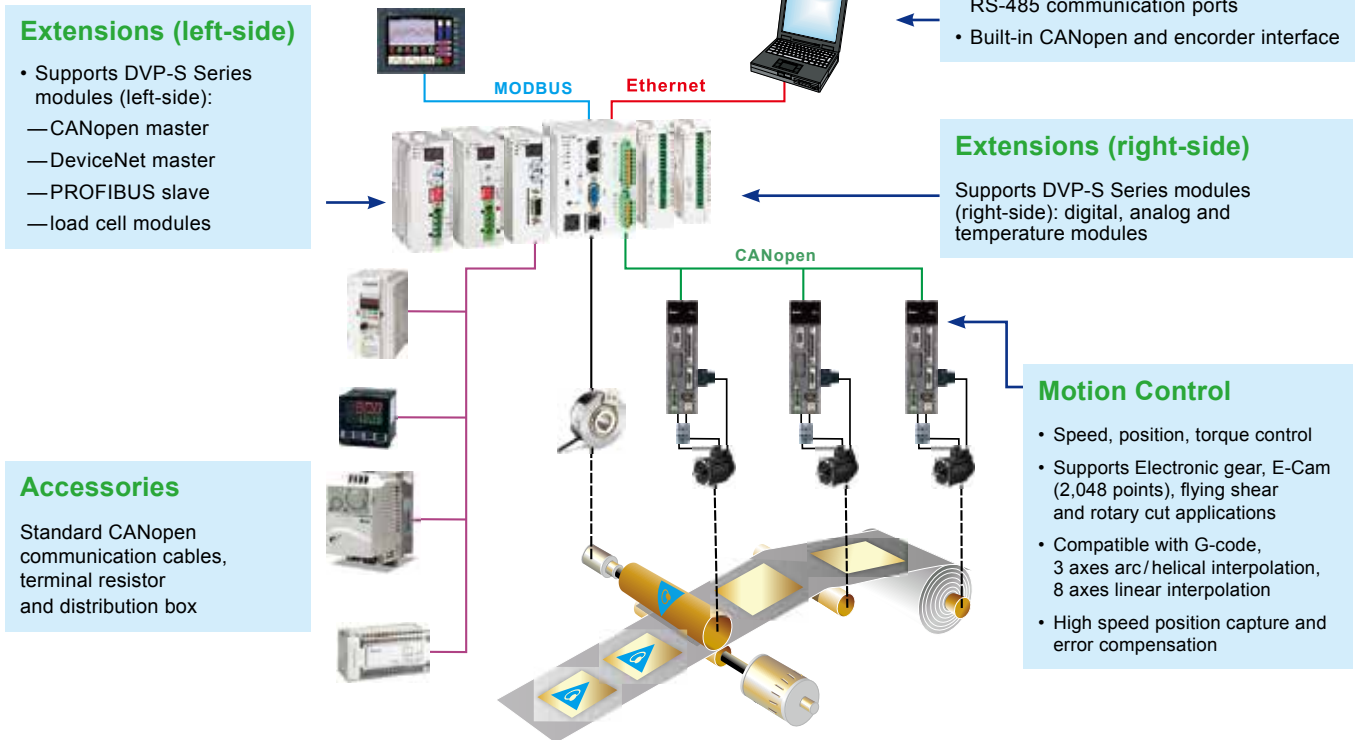 Extensions (left-side)
• Supports DVP-S Series
modules (left-side):
—CANopen master
—DeviceNet master
—PROFIBUS slave
—load cell modules
MODBUS
Ethernet
RS-485 communication ports
• Built-in CANopen and encorder interface
Extensions (right-side)
Supports DVP-S Series modules
(right-side): digital, analog and
temperature modules
CANopen
Motion Control
• Speed, position, torque control
• Supports Electronic gear, E-Cam
(2,048 points), flying shear
and rotary cut applications
• Compatible with G-code,
3 axes arc/helical interpolation,
8 axes linear interpolation
• High speed position capture and
error compensation
Accessories
Standard CANopen
communication cables,
terminal resistor
and distribution box